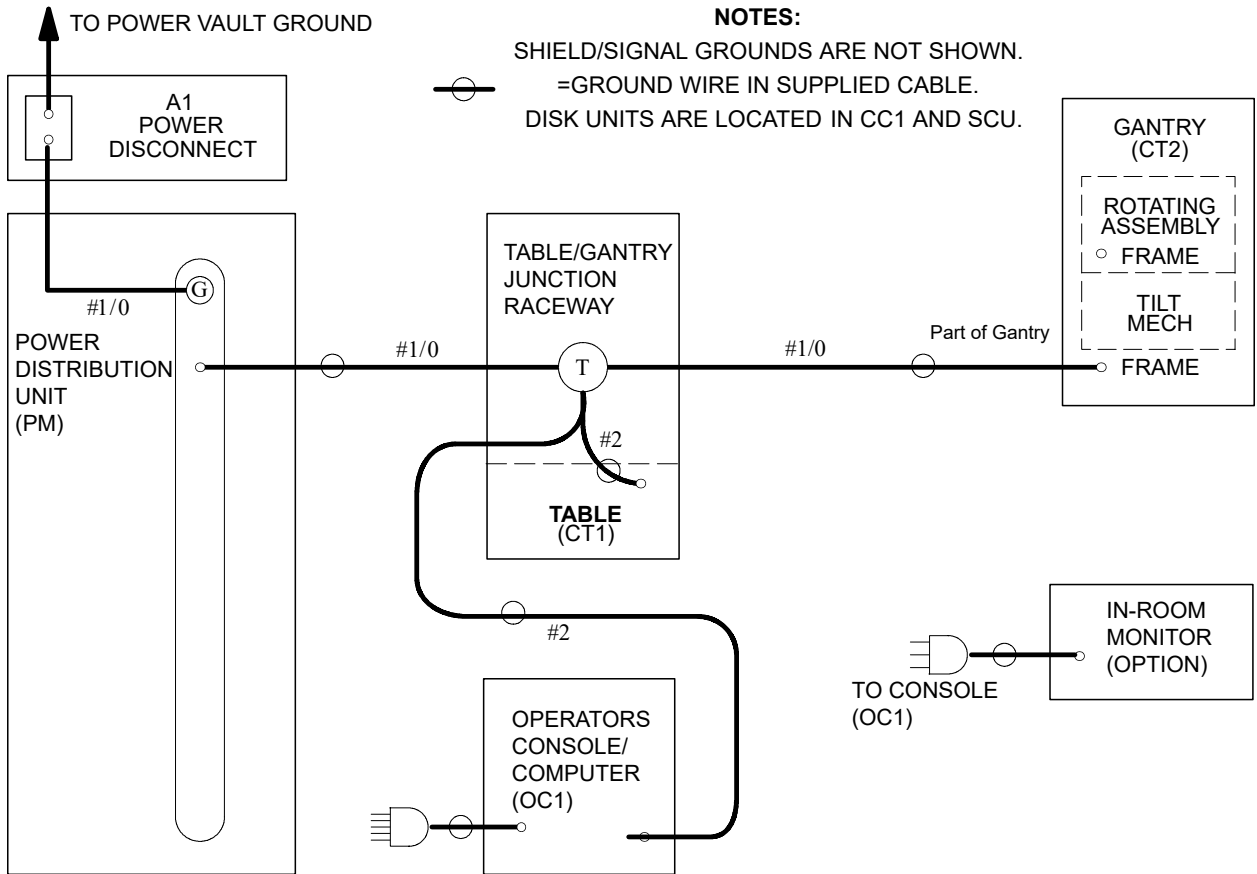 TO POWER VAULT GROUND
NOTES:
SHIELD/SIGNAL GROUNDS ARE NOT SHOWN.
=GROUND WIRE IN SUPPLIED CABLE.
DISK UNITS ARE LOCATED IN CC1 AND SCU.
A1
POWER
DISCONNECT
GANTRY
(CT2)
ROTATING
ASSEMBLY
FRAME
TILT
MECH
FRAME
TABLE/GANTRY
JUNCTION
RACEWAY
G
#1/0
POWER
DISTRIBUTION
UNIT
(PM)
#1/0
T
#1/0
Part of Gantry
#2
TABLE
(CT1)
#2
IN-ROOM
MONITOR
(OPTION)
TO CONSOLE
(OC1)
OPERATORS
CONSOLE/
COMPUTER
(OC1)